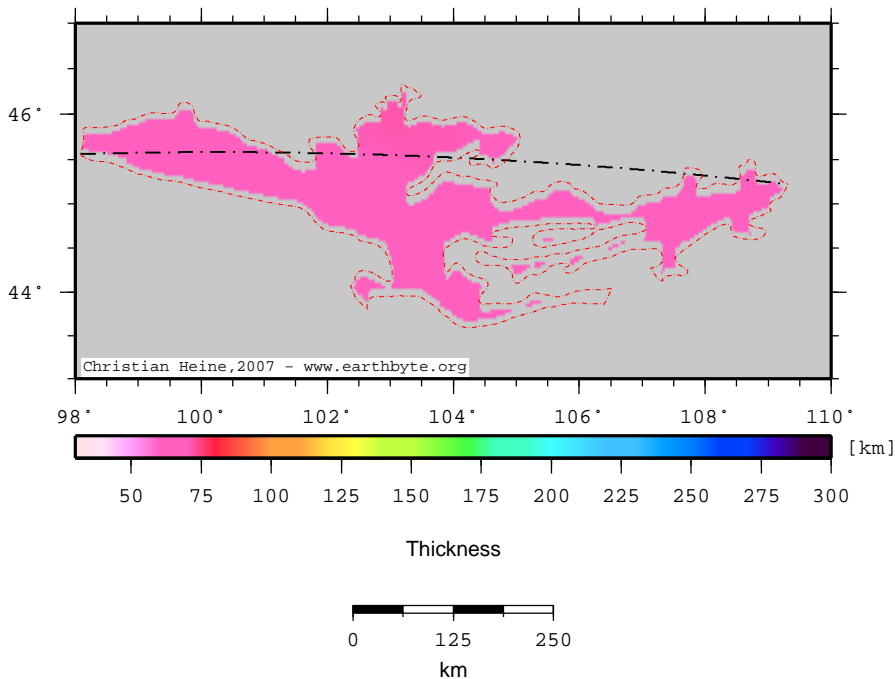 46°
44°
Christian Heine,2007 - www.earthbyte.org
98° 100° 102° 104° 106° 108° 110°
[km]
50 75 100 125 150 175 200 225 250 275 300
Thickness
0 125 250
km